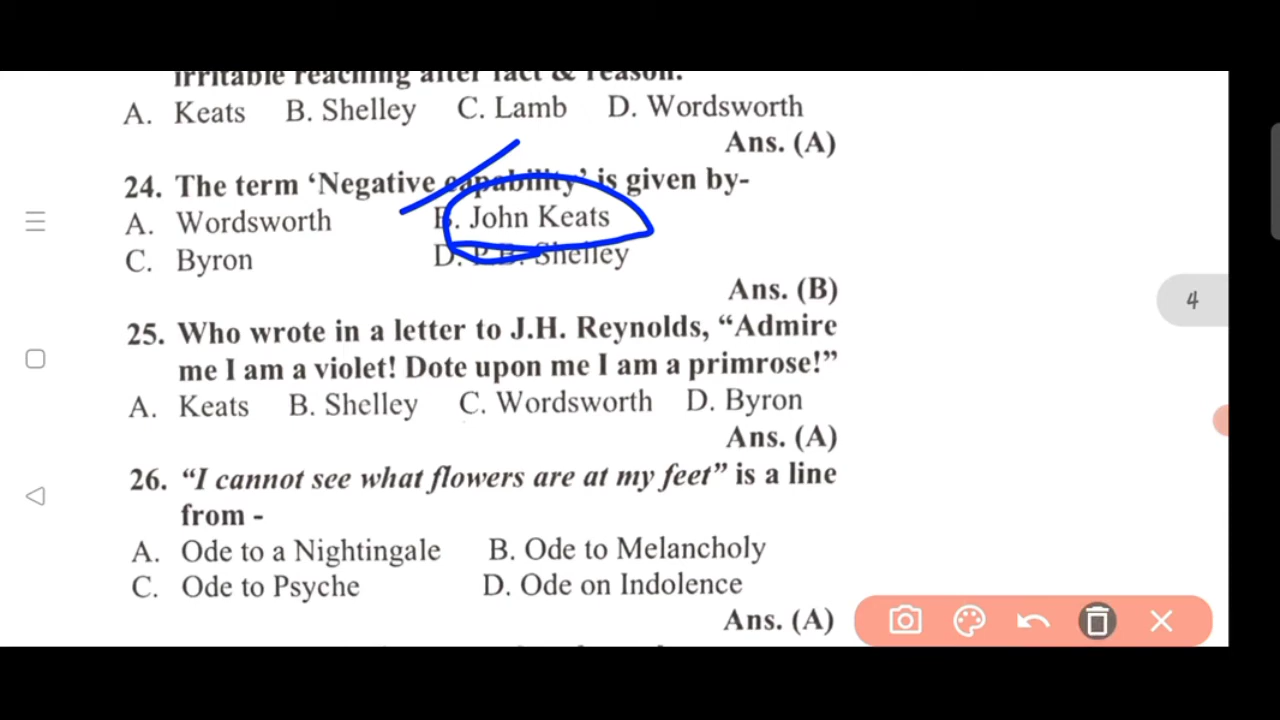 irritable reaching after fact & reason.
A. Keats B. Shelley C. Lamb D. Wordsworth
Ans. (A)
24. The term ‘Negative capability’ is given by-
A. Wordsworth B. John Keats
C. Byron D. P.B. Shelley
Ans. (B)
25. Who wrote in a letter to J.H. Reynolds, “Admire
me I am a violet! Dote upon me I am a primrose!”
A. Keats B. Shelley C. Wordsworth D. Byron
Ans. (A)
26. “I cannot see what flowers are at my feet” is a line
from -
A. Ode to a Nightingale B. Ode to Melancholy
C. Ode to Psyche D. Ode on Indolence
Ans. (A)
4